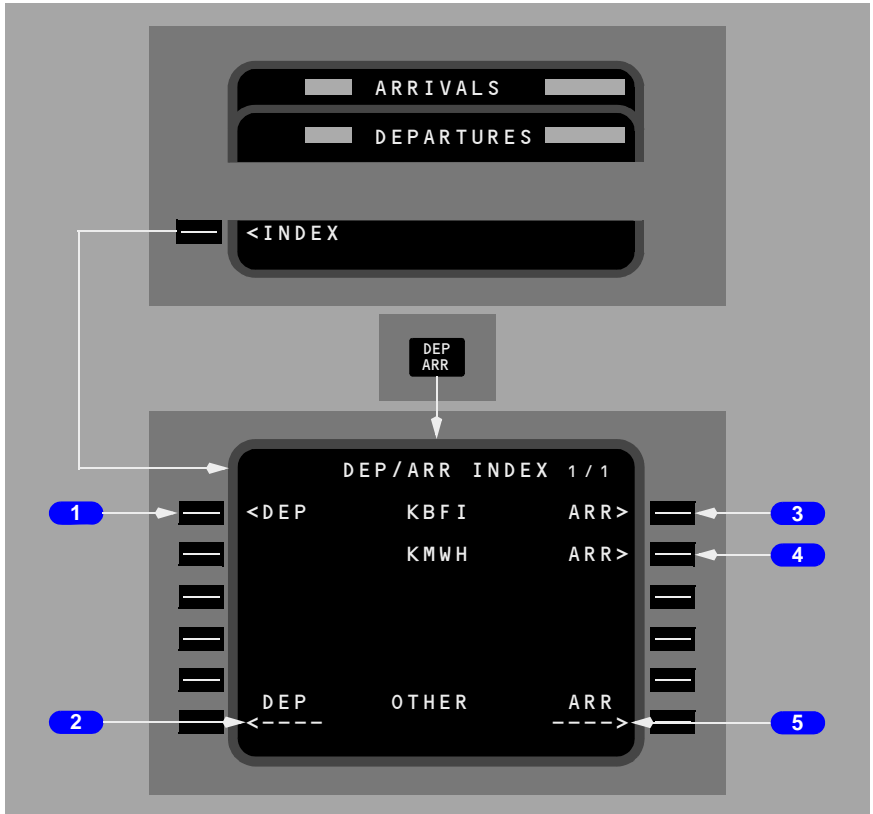 ARRIVALS
DEPARTURES
<INDEX
DEP
ARR
DEP/ARR INDEX 1/1
1 <DEP KBFI ARR> 3
KMWH ARR> 4
DEP OTHER ARR
2 <---- ----> 5